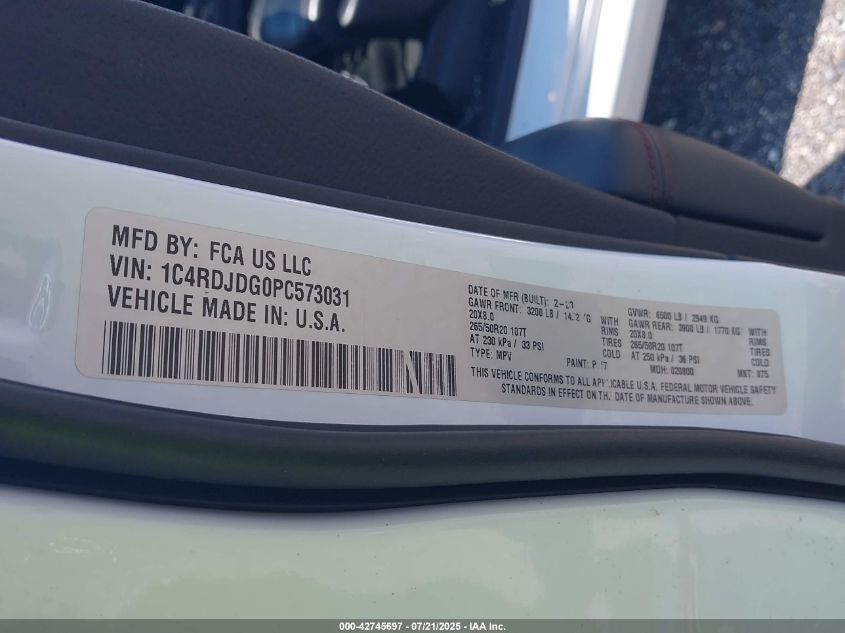 MFD BY: FCA US LLC
VIN: 1C4RDJDG0PC573031
VEHICLE MADE IN: U.S.A.
DATE OF MFR (BUILT):
GVWR: 6500 LB / 2949 KG
GAWR FRONT: 3200 LB / WITH
GAWR REAR: 3900 LB / 1770 KG WITH
20X8.0 RIMS
20X8.0 RIMS
265/50R20 107T TIRES
265/50R20 107T TIRES
AT 230 kPa / 33 PSI COLD
AT 250 kPa / 36 PSI COLD
TYPE: MPV
PAINT:
MDH: 020800
MKT: 875
THIS VEHICLE CONFORMS TO ALL U.S.A. FEDERAL MOTOR VEHICLE SAFETY
STANDARDS IN EFFECT ON DATE OF MANUFACTURE SHOWN ABOVE.
000-42745697 - 07/21/2025 - IAA Inc.